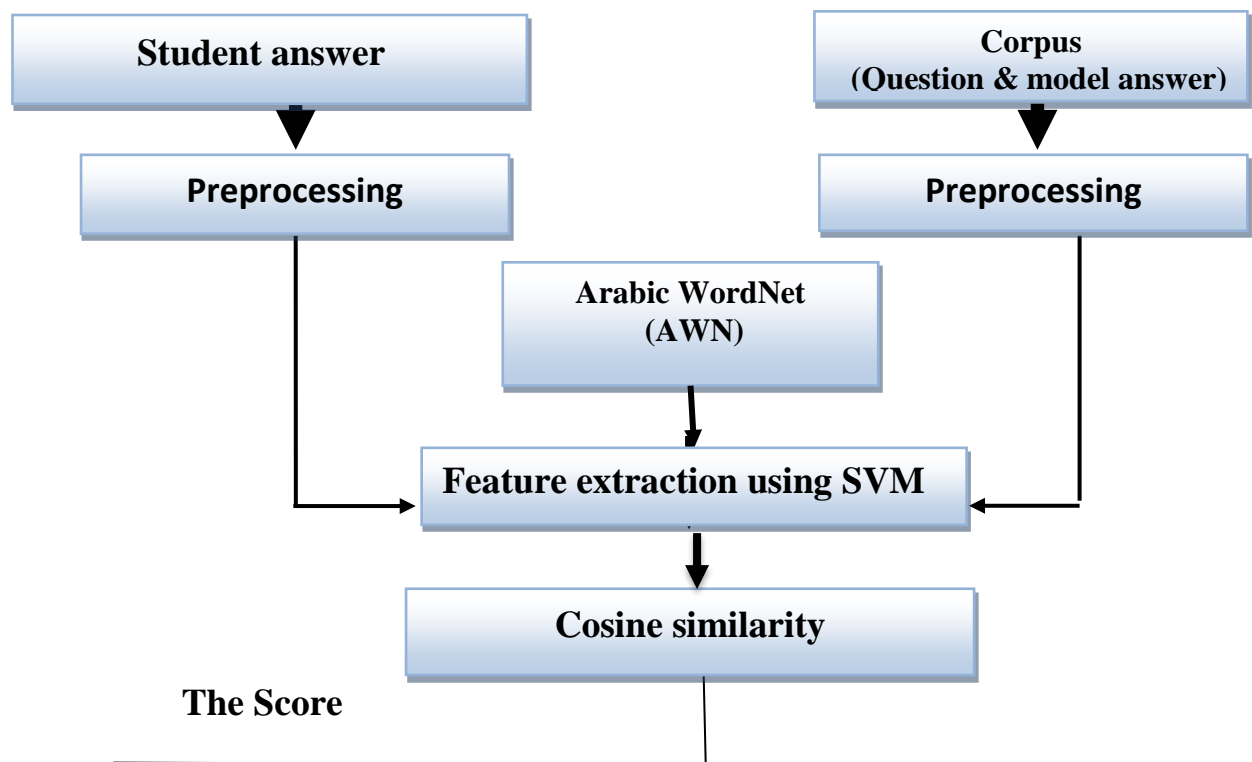 Student answer
Corpus
(Question & model answer)
Preprocessing
Preprocessing
Arabic WordNet
(AWN)
Feature extraction using SVM
Cosine similarity
The Score